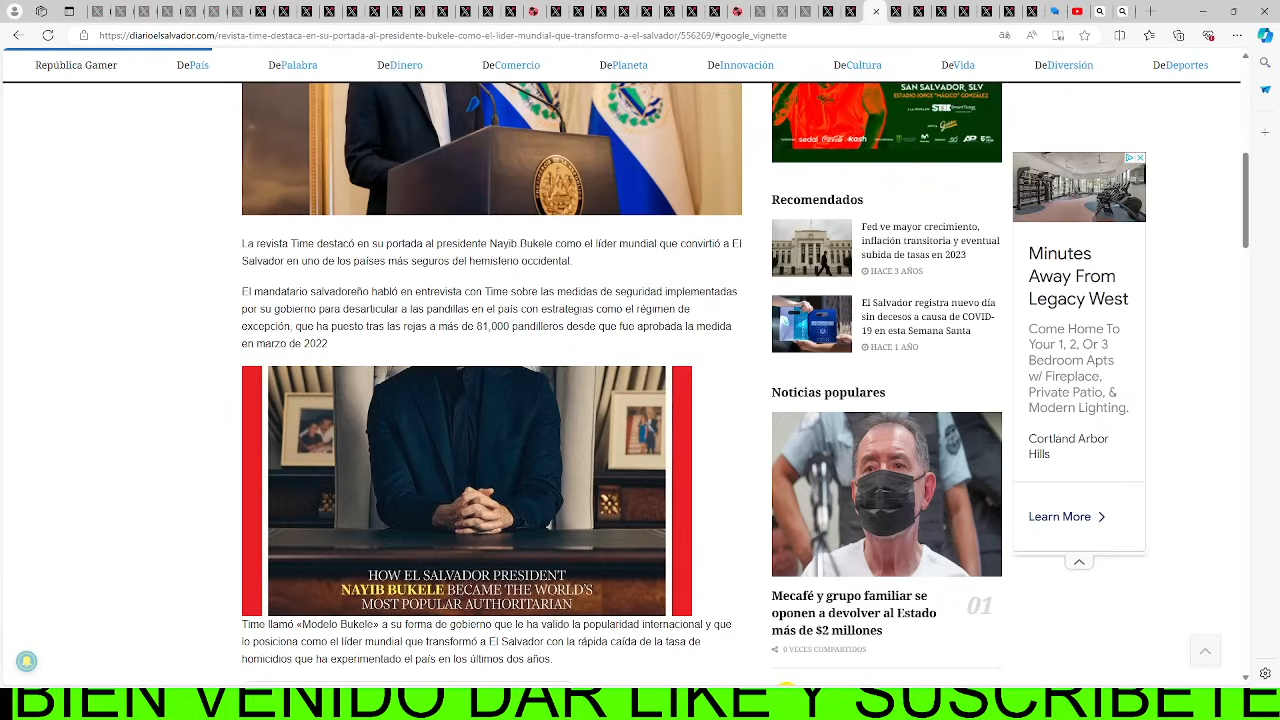 https://diarioelsalvador.com/revista-time-destaca-en-su-portada-al-presidente-nayib-bukele-como-el-lider-mundial-que-transformo-a-el-salvador/556269/#google_vignette
República Gamer
DePaís
DePalabra
DeDinero
DeComercio
DePlaneta
DeInnovación
DeCultura
DeVida
DeDiversión
DeDeportes
SAN SALVADOR, SLV
ESTADIO JORGE "MÁGICO" GONZÁLEZ
sedal Coca-Cola kash
Recomendados
Fed ve mayor crecimiento,
inflación transitoria y eventual
subida de tasas en 2023
HACE 3 AÑOS
El Salvador registra nuevo día
sin decesos a causa de COVID-
19 en esta Semana Santa
HACE 1 AÑO
La revista Time destacó en su portada al presidente Nayib Bukele como el líder mundial que convirtió a El
Salvador en uno de los países más seguros del hemisferio occidental.
El mandatario salvadoreño habló en entrevista con Time sobre las medidas de seguridad implementadas
por su gobierno para derrotar a las pandillas en el país con estrategias como el régimen de
excepción, que ha puesto tras las rojas a más de 81,000 pandilleros desde que fue aprobada la medida
en marzo de 2022
HOW EL SALVADOR PRESIDENT
NAYIB BUKELE BECAME THE WORLD'S
MOST POPULAR AUTHORITARIAN
Time llama «Modelo Bukele» a su forma de gobierno que le ha valido la popularidad internacional y que
lo posiciona como el líder mundial que transformó a El Salvador con la rápida caída de la tasa de
homicidios que ha experimentado el país en los últimos dos años.
Noticias populares
Mecafé y grupo familiar se
oponen a devolver al Estado
más de $2 millones
01
0 VECES COMPARTIDOS
Minutes
Away From
Legacy West
Come Home To
Your 1, 2, Or 3
Bedroom Apts
w/ Fireplace,
Private Patio, &
Modern Lighting.
Cortland Arbor
Hills
Learn More
BIEN VENIDO DAR LIKE Y SUSCRIBETE